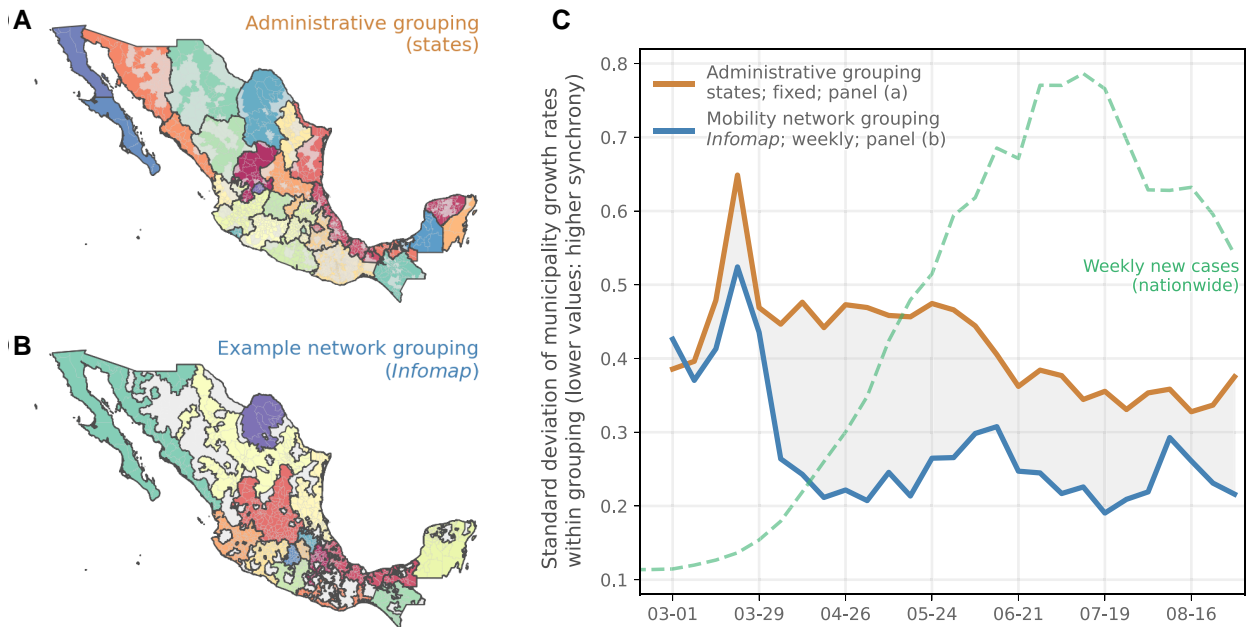 A
Administrative grouping
(states)
B
Example network grouping
(Infomap)
C
Standard deviation of municipality growth rates
within grouping (lower values: higher synchrony)
0.8
0.7
0.6
0.5
0.4
0.3
0.2
0.1
Administrative grouping
states; fixed; panel (a)
Mobility network grouping
Infomap; weekly; panel (b)
Weekly new cases
(nationwide)
03-01
03-29
04-26
05-24
06-21
07-19
08-16